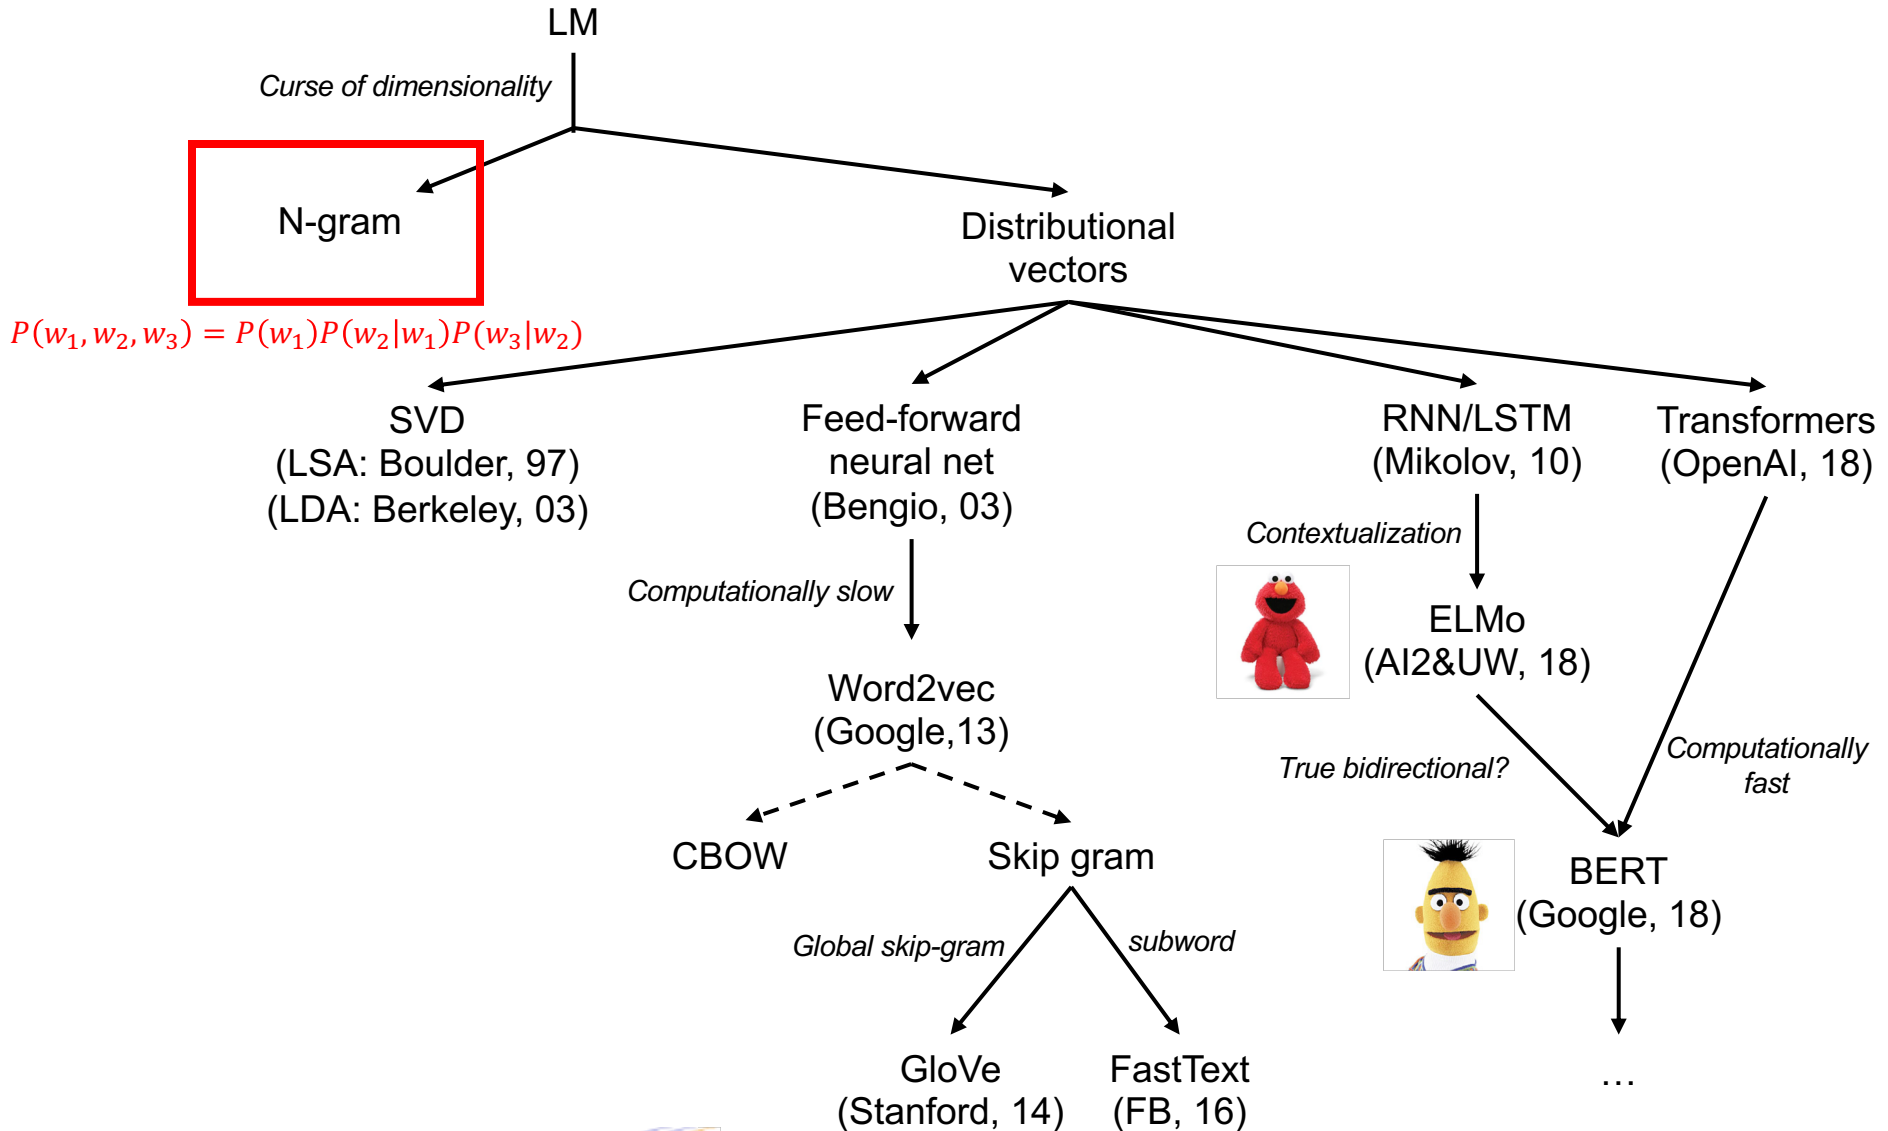 LM
Curse of dimensionality
N-gram
Distributional
vectors
𝑃(𝑤₁, 𝑤₂, 𝑤₃) = 𝑃(𝑤₁)𝑃(𝑤₂|𝑤₁)𝑃(𝑤₃|𝑤₂)
SVD
(LSA: Boulder, 97)
(LDA: Berkeley, 03)
Feed-forward
neural net
(Bengio, 03)
RNN/LSTM
(Mikolov, 10)
Transformers
(OpenAI, 18)
Contextualization
Computationally slow
ELMo
(AI2&UW, 18)
Word2vec
(Google,13)
True bidirectional?
Computationally
fast
CBOW
Skip gram
BERT
(Google, 18)
Global skip-gram
subword
GloVe
(Stanford, 14)
FastText
(FB, 16)
…